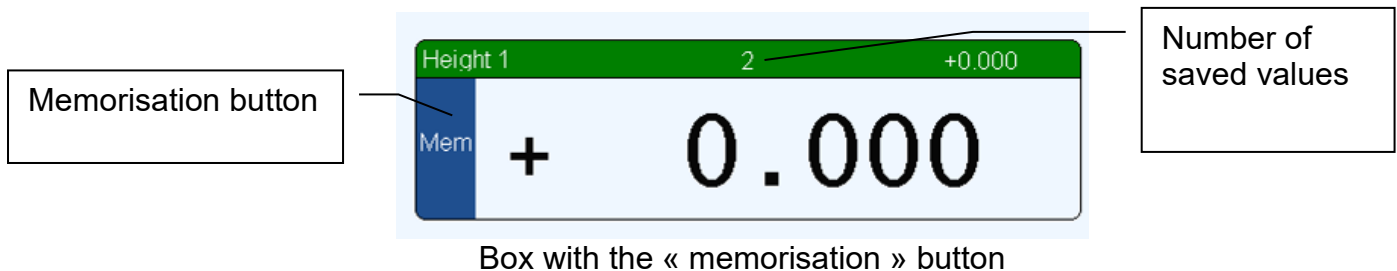 Number of
saved values
Height 1 2 +0.000
Memorisation button
Mem + 0.000
Box with the « memorisation » button